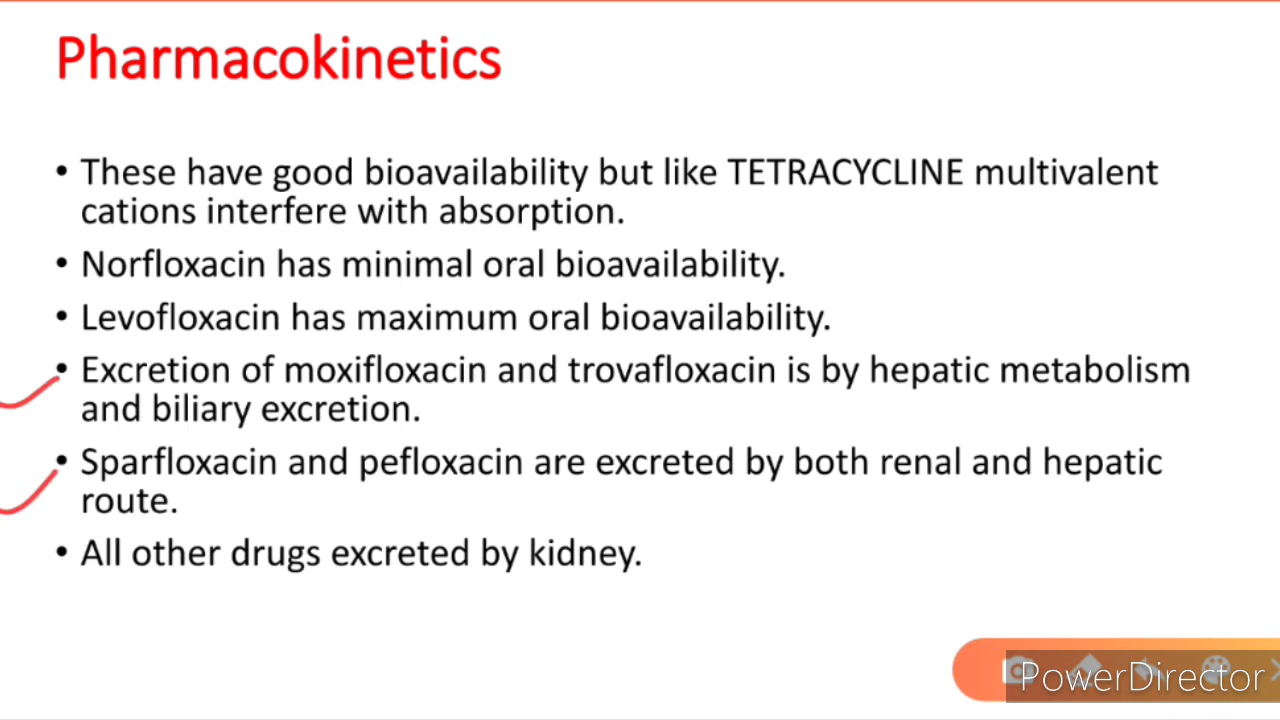 Pharmacokinetics
• These have good bioavailability but like TETRACYCLINE multivalent
cations interfere with absorption.
• Norfloxacin has minimal oral bioavailability.
• Levofloxacin has maximum oral bioavailability.
• Excretion of moxifloxacin and trovafloxacin is by hepatic metabolism
and biliary excretion.
• Sparfloxacin and pefloxacin are excreted by both renal and hepatic
route.
• All other drugs excreted by kidney.
PowerDirector